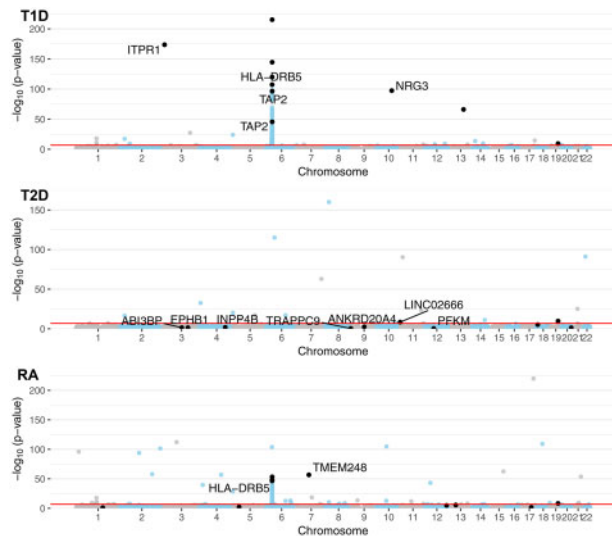 T1D
−log10 (p−value)
200
150
100
50
0
ITPR1
HLA−DRB5
TAP2
TAP2
NRG3
1 2 3 4 5 6 7 8 9 10 11 12 13 14 15 16 17 18 19 20 21 22
Chromosome
T2D
−log10 (p−value)
150
100
50
0
LINC02666
ABI3BP EPHB1 INPP4B TRAPPC9 ANKRD20A4 PFKM
1 2 3 4 5 6 7 8 9 10 11 12 13 14 15 16 17 18 19 20 21 22
Chromosome
RA
−log10 (p−value)
200
150
100
50
0
TMEM248
HLA−DRB5
1 2 3 4 5 6 7 8 9 10 11 12 13 14 15 16 17 18 19 20 21 22
Chromosome